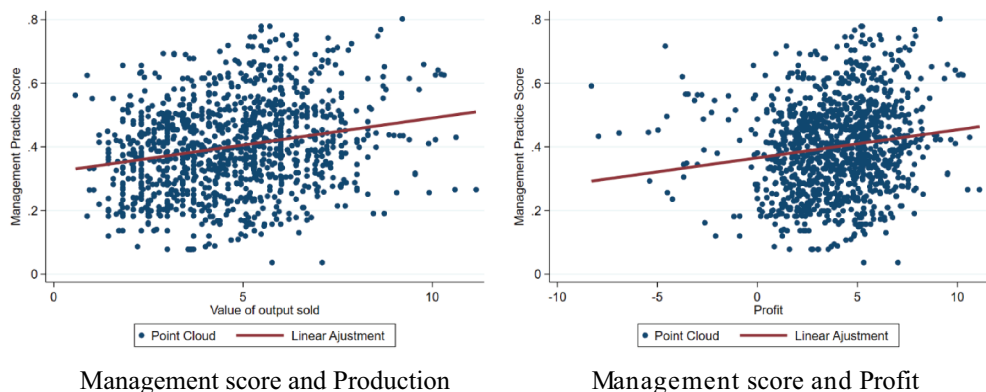 .8
.6
.4
.2
0
Management Practice Score
0
5
10
Value of output sold
Point Cloud
Linear Ajustment
Management score and Production
.8
.6
.4
.2
0
Management Practice Score
-10
-5
0
5
10
Profit
Point Cloud
Linear Ajustment
Management score and Profit